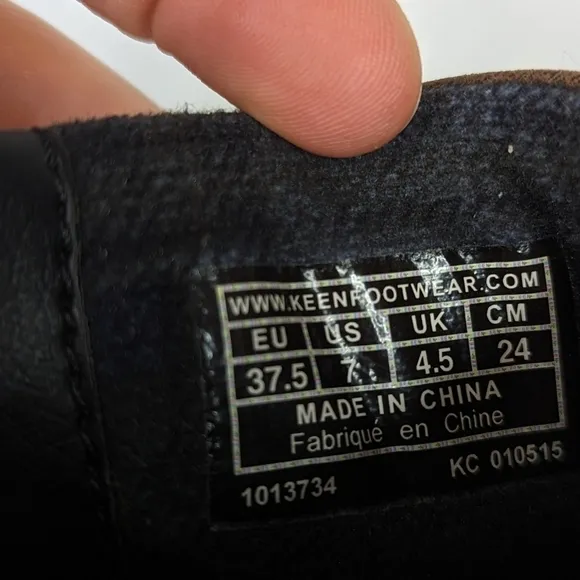 WWW.KEENFOOTWEAR.COM
EU US UK CM
37.5 7 4.5 24
MADE IN CHINA
Fabriqué en Chine
1013734 KC 010515